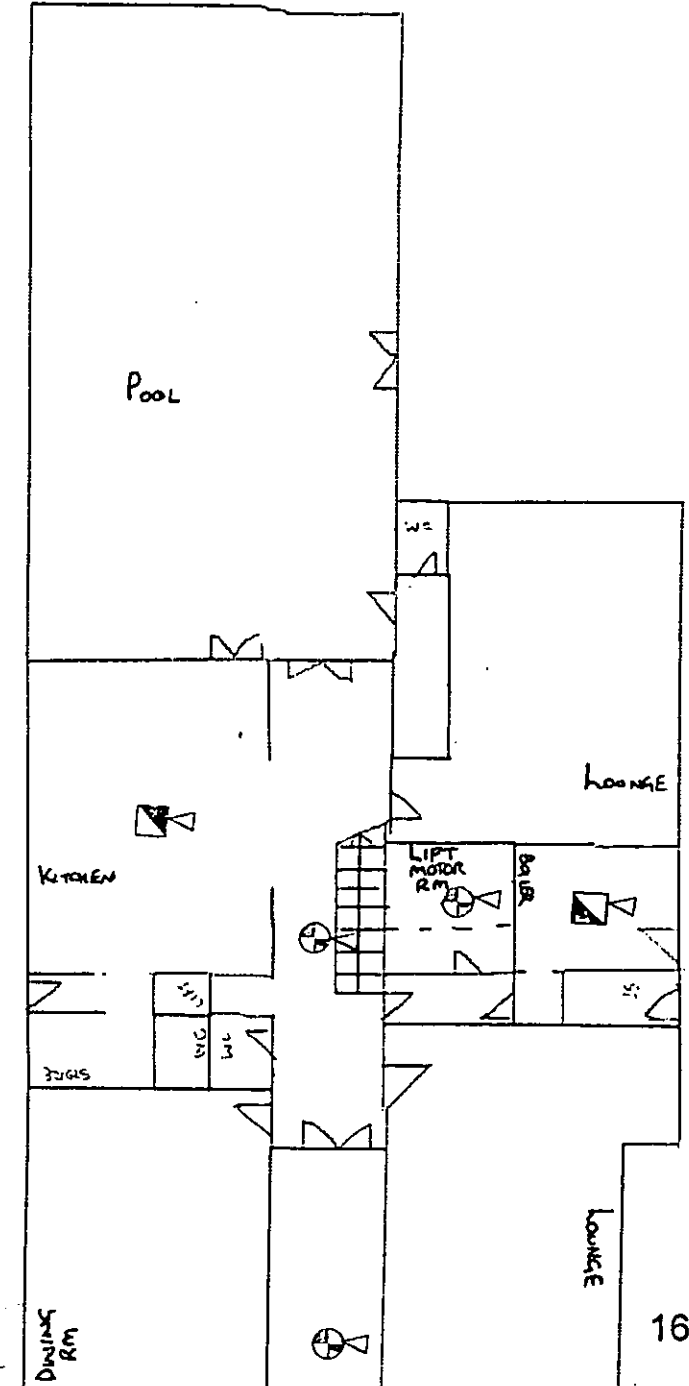 POOL
WC
LOUNGE
LIFT
MOTOR
RM
BOILER
KITCHEN
WC
WC
LOUNGE
16
DINING
RM